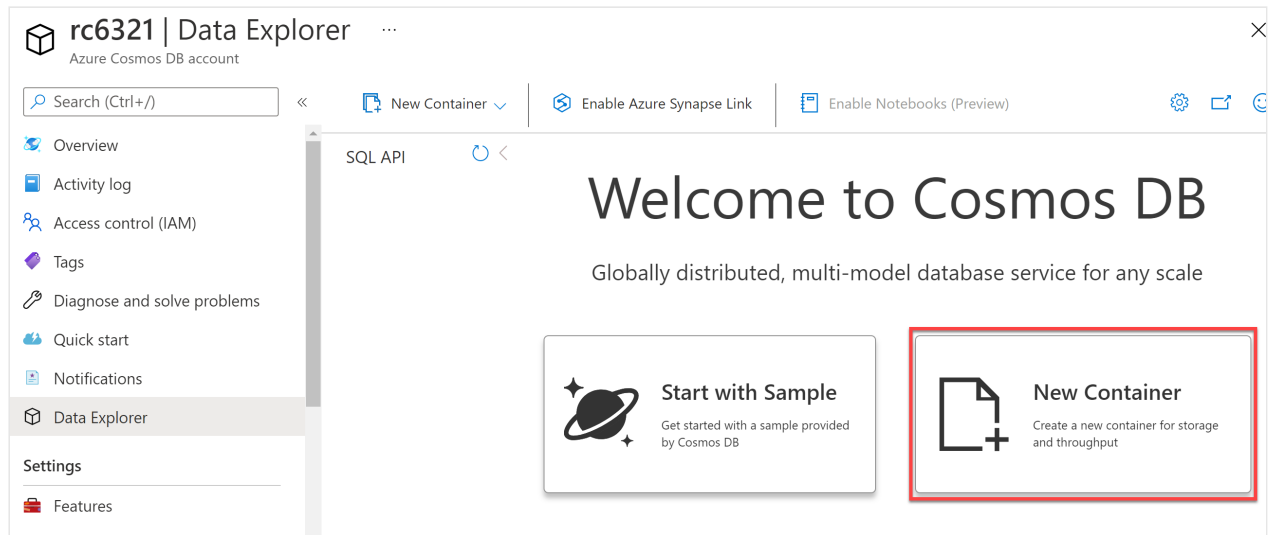 rc6321 | Data Explorer ...
Azure Cosmos DB account
Search (Ctrl+/)
«
Overview
Activity log
Access control (IAM)
Tags
Diagnose and solve problems
Quick start
Notifications
Data Explorer
Settings
Features
New Container
Enable Azure Synapse Link
Enable Notebooks (Preview)
SQL API
Welcome to Cosmos DB
Globally distributed, multi-model database service for any scale
Start with Sample
Get started with a sample provided
by Cosmos DB
New Container
Create a new container for storage
and throughput